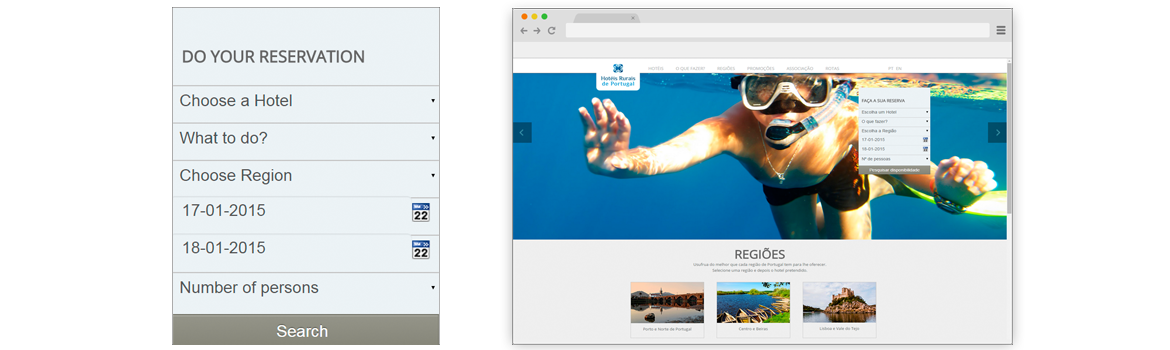 DO YOUR RESERVATION
Choose a Hotel
What to do?
Choose Region
17-01-2015
22
18-01-2015
22
Number of persons
Search
HOTÉIS O QUE FAZER? REGIÕES PROMOÇÕES ASSOCIAÇÃO ROTAS PT EN
Hotéis Rurais
de Portugal
FAÇA A SUA RESERVA
Escolha um Hotel
O que fazer?
Escolha a Região
17-01-2015
18-01-2015
Nº de pessoas
Pesquisar disponibilidade
REGIÕES
Usufrua do melhor que cada região de Portugal tem para lhe oferecer.
Selecione uma região e depois o hotel pretendido.
Porto e Norte de Portugal
Centro e Beiras
Lisboa e Vale do Tejo